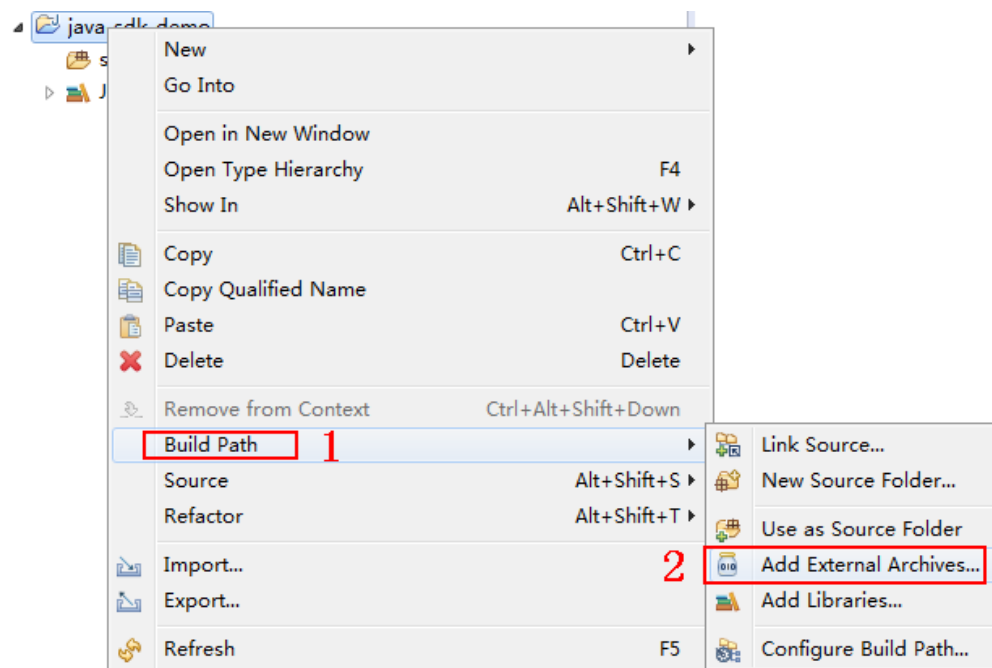 java_sdk_demo
s
J
New
Go Into
Open in New Window
Open Type Hierarchy F4
Show In Alt+Shift+W
Copy Ctrl+C
Copy Qualified Name
Paste Ctrl+V
Delete Delete
Remove from Context Ctrl+Alt+Shift+Down
Build Path 1
Source Alt+Shift+S
Refactor Alt+Shift+T
Import...
Export...
Refresh F5
Link Source...
New Source Folder...
Use as Source Folder
2 Add External Archives...
Add Libraries...
Configure Build Path...